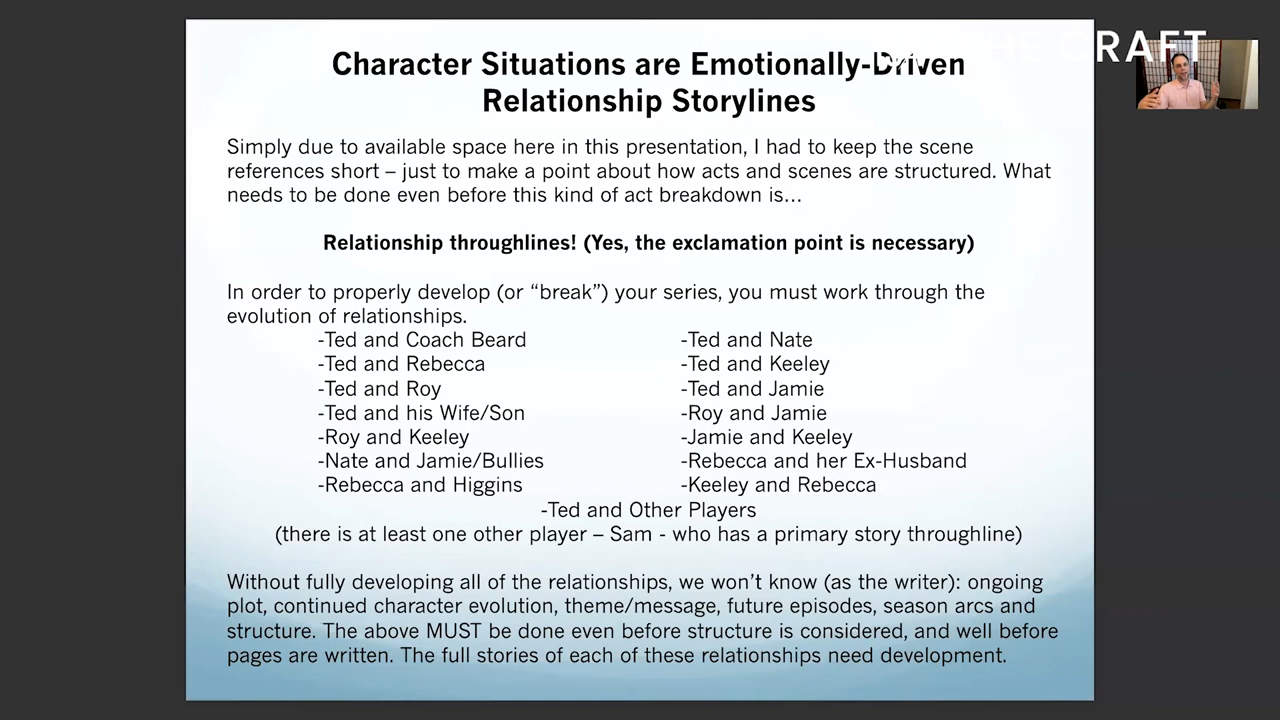 Character Situations are Emotionally-Driven
Relationship Storylines
Simply due to available space here in this presentation, I had to keep the scene
references short – just to make a point about how acts and scenes are structured. What
needs to be done even before this kind of act breakdown is...
Relationship throughlines! (Yes, the exclamation point is necessary)
In order to properly develop (or “break”) your series, you must work through the
evolution of relationships.
-Ted and Coach Beard
-Ted and Rebecca
-Ted and Roy
-Ted and his Wife/Son
-Roy and Keeley
-Nate and Jamie/Bullies
-Rebecca and Higgins
-Ted and Nate
-Ted and Keeley
-Ted and Jamie
-Roy and Jamie
-Jamie and Keeley
-Rebecca and her Ex-Husband
-Keeley and Rebecca
-Ted and Other Players
(there is at least one other player – Sam - who has a primary story throughline)
Without fully developing all of the relationships, we won’t know (as the writer): ongoing
plot, continued character evolution, theme/message, future episodes, season arcs and
structure. The above MUST be done even before structure is considered, and well before
pages are written. The full stories of each of these relationships need development.